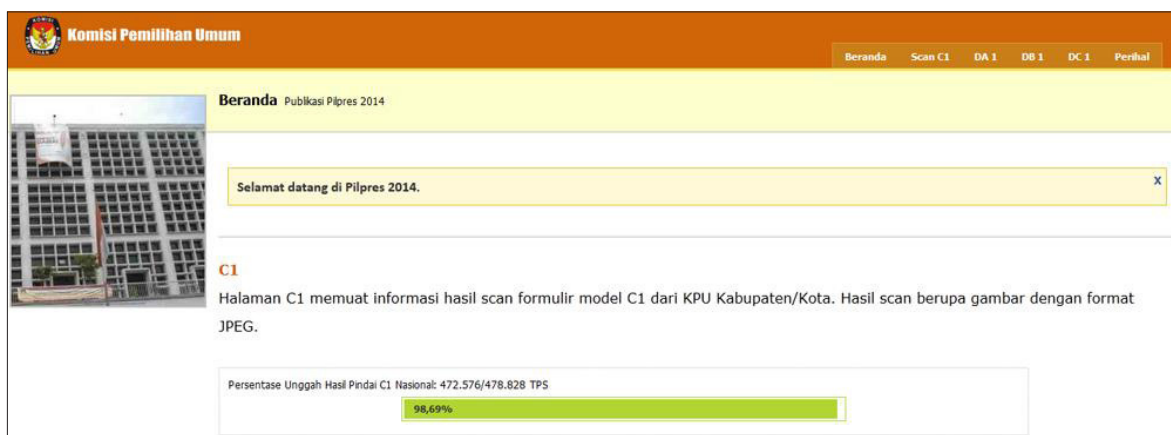 Komisi Pemilihan Umum
Beranda Scan C1 DA 1 DB 1 DC 1 Perihal
Beranda Publikasi Pilpres 2014
Selamat datang di Pilpres 2014.
X
C1
Halaman C1 memuat informasi hasil scan formulir model C1 dari KPU Kabupaten/Kota. Hasil scan berupa gambar dengan format
JPEG.
Persentase Unggah Hasil Pindai C1 Nasional: 472.576/478.828 TPS
98,69%